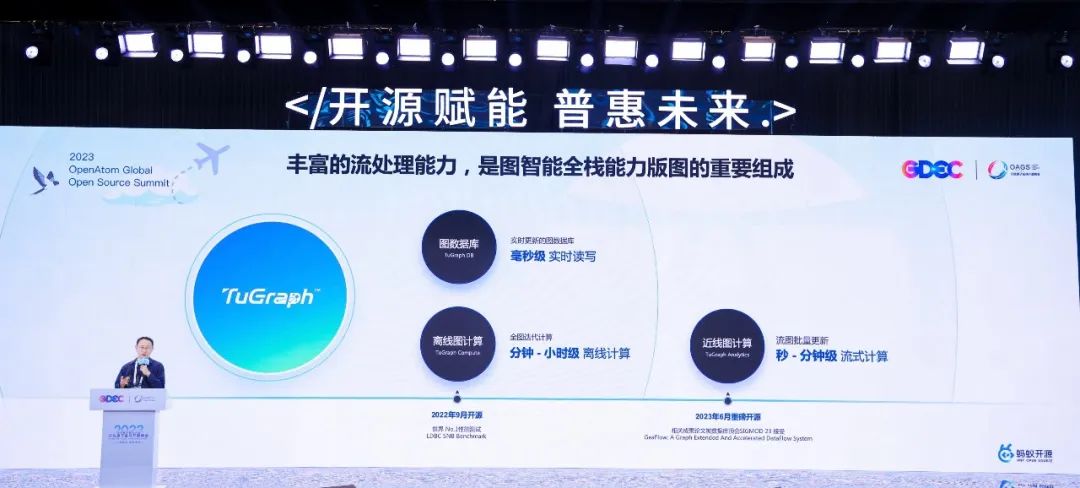 </开源赋能 普惠未来.>
2023
OpenAtom Global
Open Source Summit
丰富的流处理能力，是图智能全栈能力版图的重要组成
GDEC
OAGS
TuGraph™
图数据库
TuGraph DB
实时更新的图数据库
毫秒级 实时读写
离线图计算
TuGraph Compute
全图迭代计算
分钟 - 小时级 离线计算
近线图计算
TuGraph Analytics
流图批量更新
秒 - 分钟级 流式计算
2022年9月开源
世界 No.1性能测试
LDBC SNB Benchmark
2023年6月重磅开源
SIGMOD 23 接受
GeaFlow: A Graph Extended And Accelerated Dataflow System
蚂蚁开源
ANT OPEN SOURCE
GDEC
2023